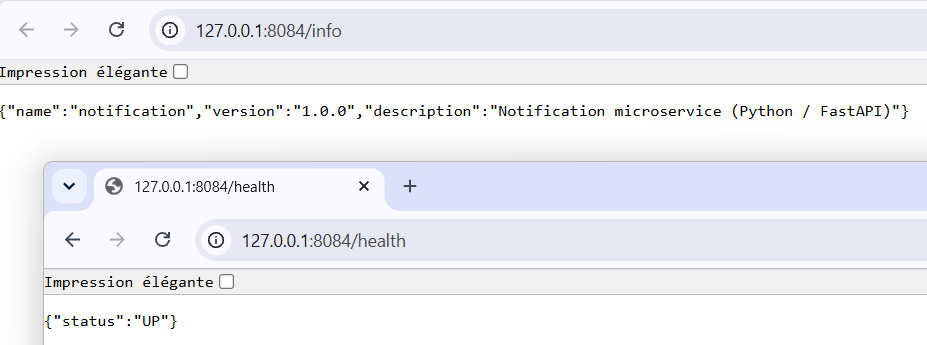 127.0.0.1:8084/info
Impression élégante
{"name":"notification","version":"1.0.0","description":"Notification microservice (Python / FastAPI)"}
127.0.0.1:8084/health
127.0.0.1:8084/health
Impression élégante
{"status":"UP"}